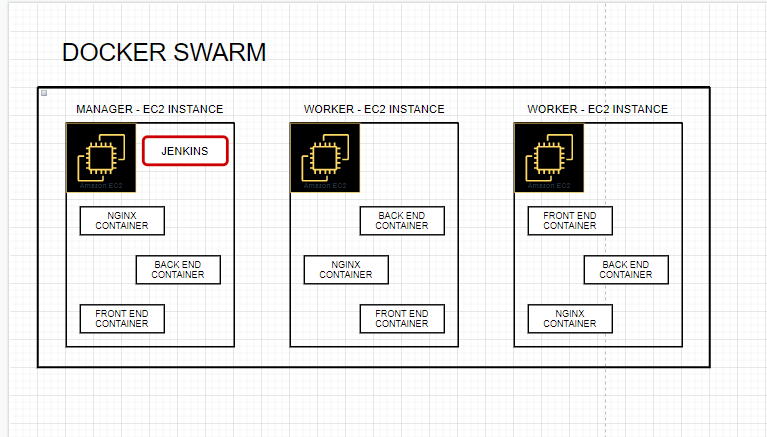 DOCKER SWARM
MANAGER - EC2 INSTANCE
WORKER - EC2 INSTANCE
WORKER - EC2 INSTANCE
Amazon EC2
JENKINS
Amazon EC2
Amazon EC2
NGINX
CONTAINER
BACK END
CONTAINER
FRONT END
CONTAINER
BACK END
CONTAINER
NGINX
CONTAINER
FRONT END
CONTAINER
FRONT END
CONTAINER
BACK END
CONTAINER
NGINX
CONTAINER